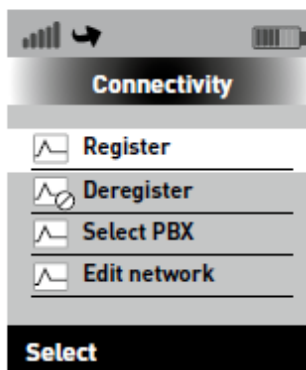 Connectivity
Register
Deregister
Select PBX
Edit network
Select